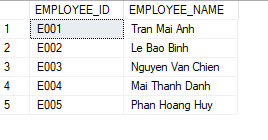 EMPLOYEE_ID EMPLOYEE_NAME
1 E001 Tran Mai Anh
2 E002 Le Bao Binh
3 E003 Nguyen Van Chien
4 E004 Mai Thanh Danh
5 E005 Phan Hoang Huy